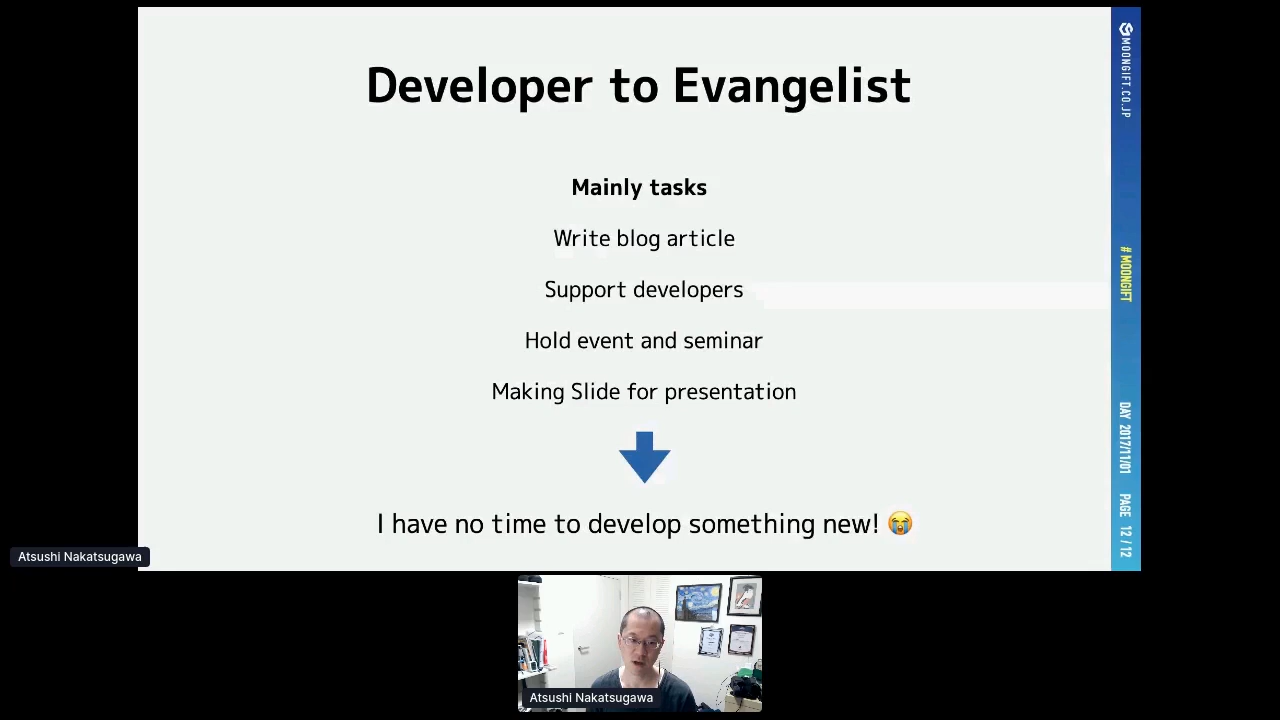 Developer to Evangelist
Mainly tasks
Write blog article
Support developers
Hold event and seminar
Making Slide for presentation
I have no time to develop something new! 😭
MOONGIFT.CO.JP
# MOONGIFT
DAY 2017/11/01
PAGE 12 / 12
Atsushi Nakatsugawa
Atsushi Nakatsugawa